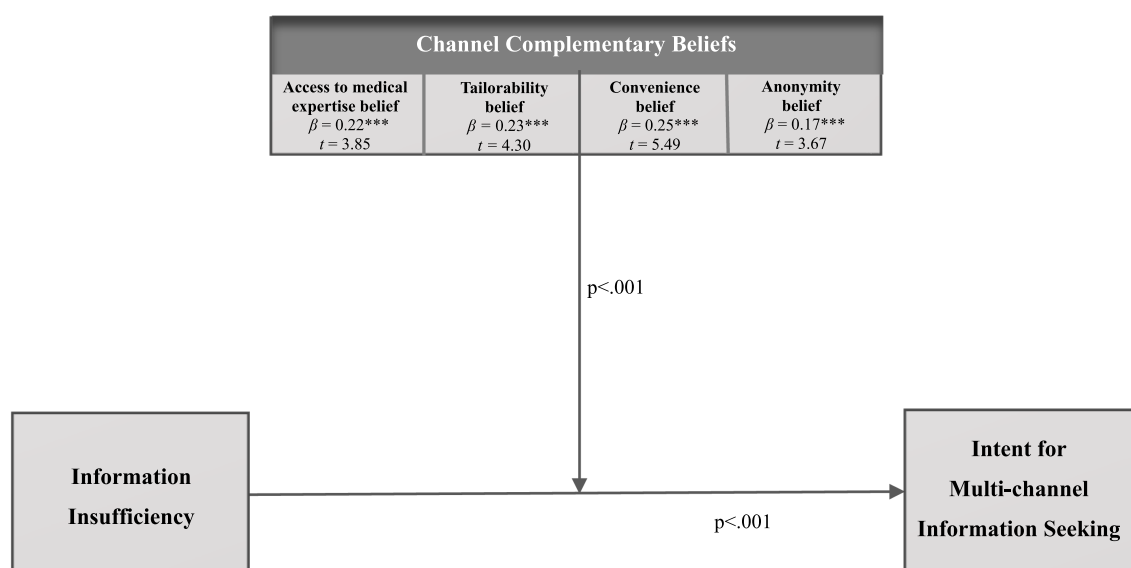 Channel Complementary Beliefs
Access to medical
expertise belief
β = 0.22***
t = 3.85
Tailorability
belief
β = 0.23***
t = 4.30
Convenience
belief
β = 0.25***
t = 5.49
Anonymity
belief
β = 0.17***
t = 3.67
p<.001
Information
Insufficiency
p<.001
Intent for
Multi-channel
Information Seeking